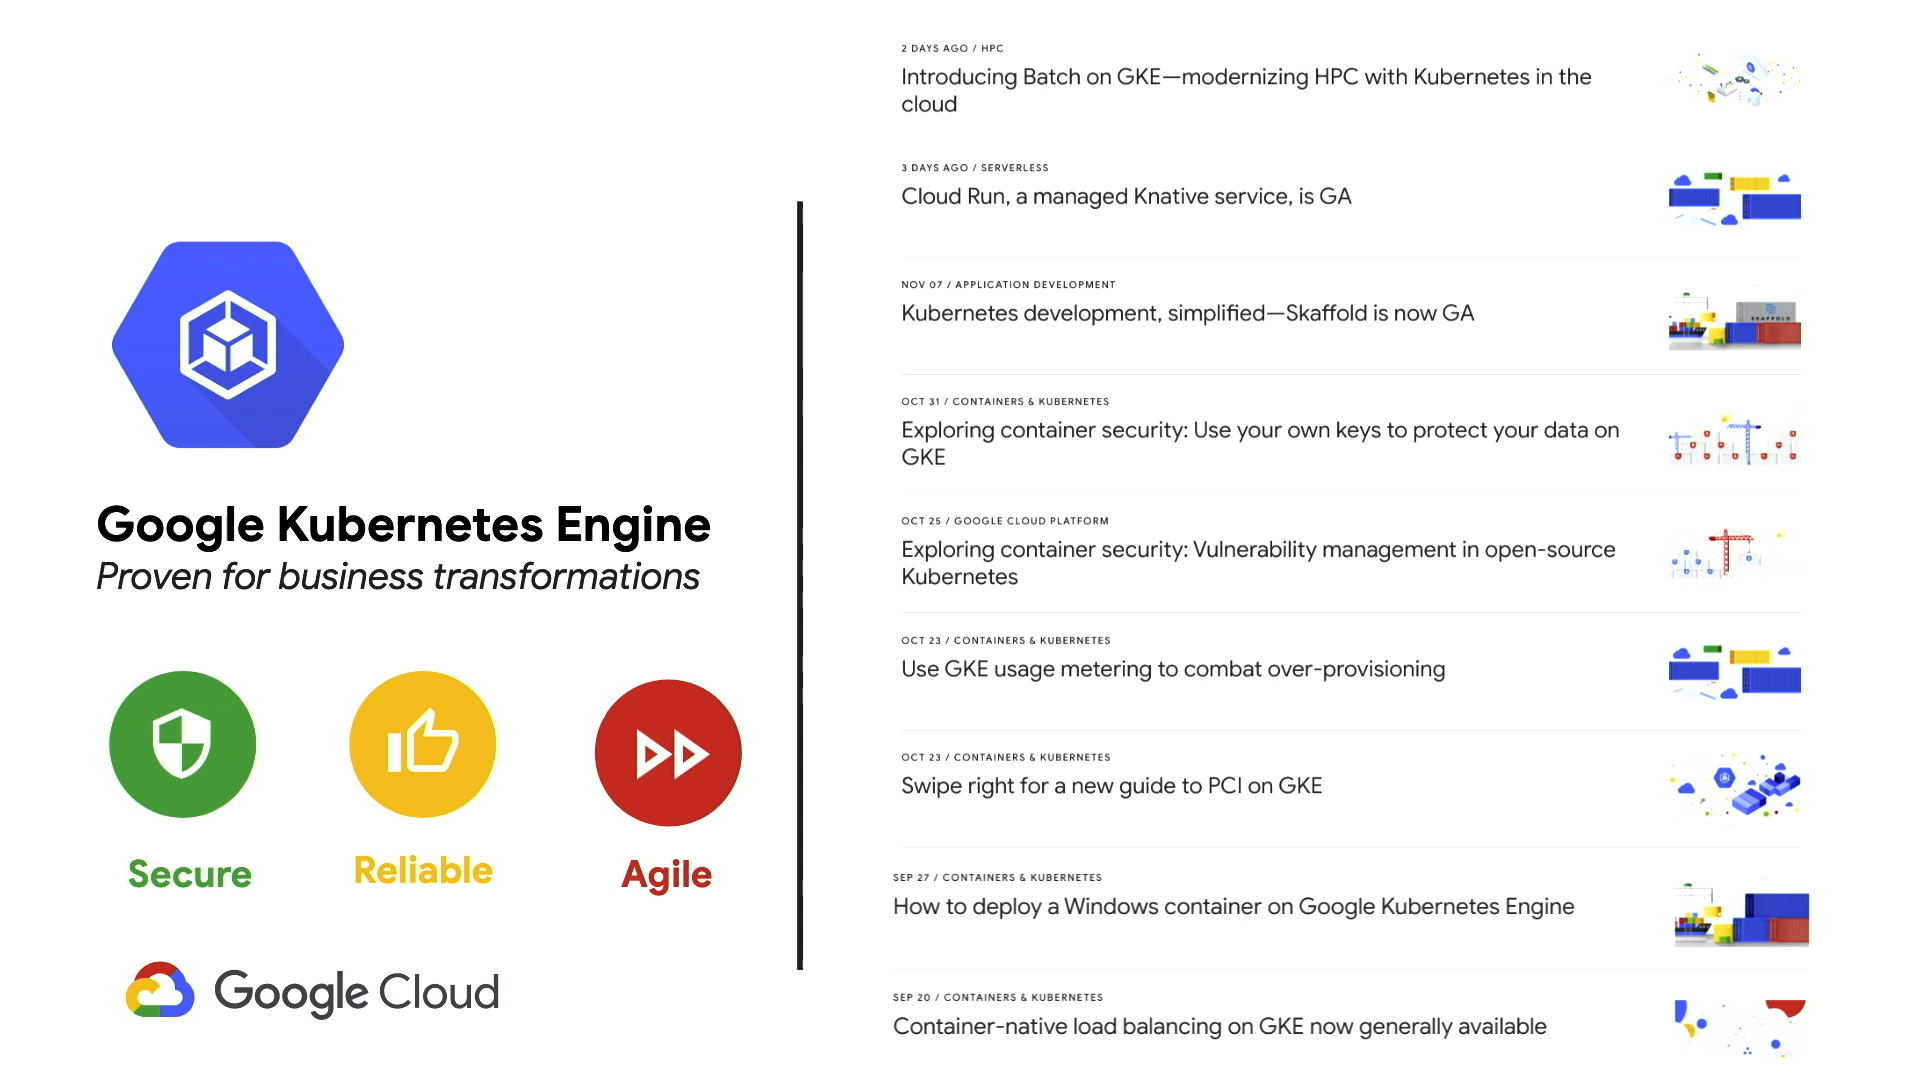 Google Kubernetes Engine
Proven for business transformations
Secure
Reliable
Agile
Google Cloud
2 DAYS AGO / HPC
Introducing Batch on GKE—modernizing HPC with Kubernetes in the
cloud
3 DAYS AGO / SERVERLESS
Cloud Run, a managed Knative service, is GA
NOV 07 / APPLICATION DEVELOPMENT
Kubernetes development, simplified—Skaffold is now GA
SKAFFOLD
OCT 31 / CONTAINERS & KUBERNETES
Exploring container security: Use your own keys to protect your data on
GKE
OCT 25 / GOOGLE CLOUD PLATFORM
Exploring container security: Vulnerability management in open-source
Kubernetes
OCT 23 / CONTAINERS & KUBERNETES
Use GKE usage metering to combat over-provisioning
OCT 23 / CONTAINERS & KUBERNETES
Swipe right for a new guide to PCI on GKE
SEP 27 / CONTAINERS & KUBERNETES
How to deploy a Windows container on Google Kubernetes Engine
SEP 20 / CONTAINERS & KUBERNETES
Container-native load balancing on GKE now generally available